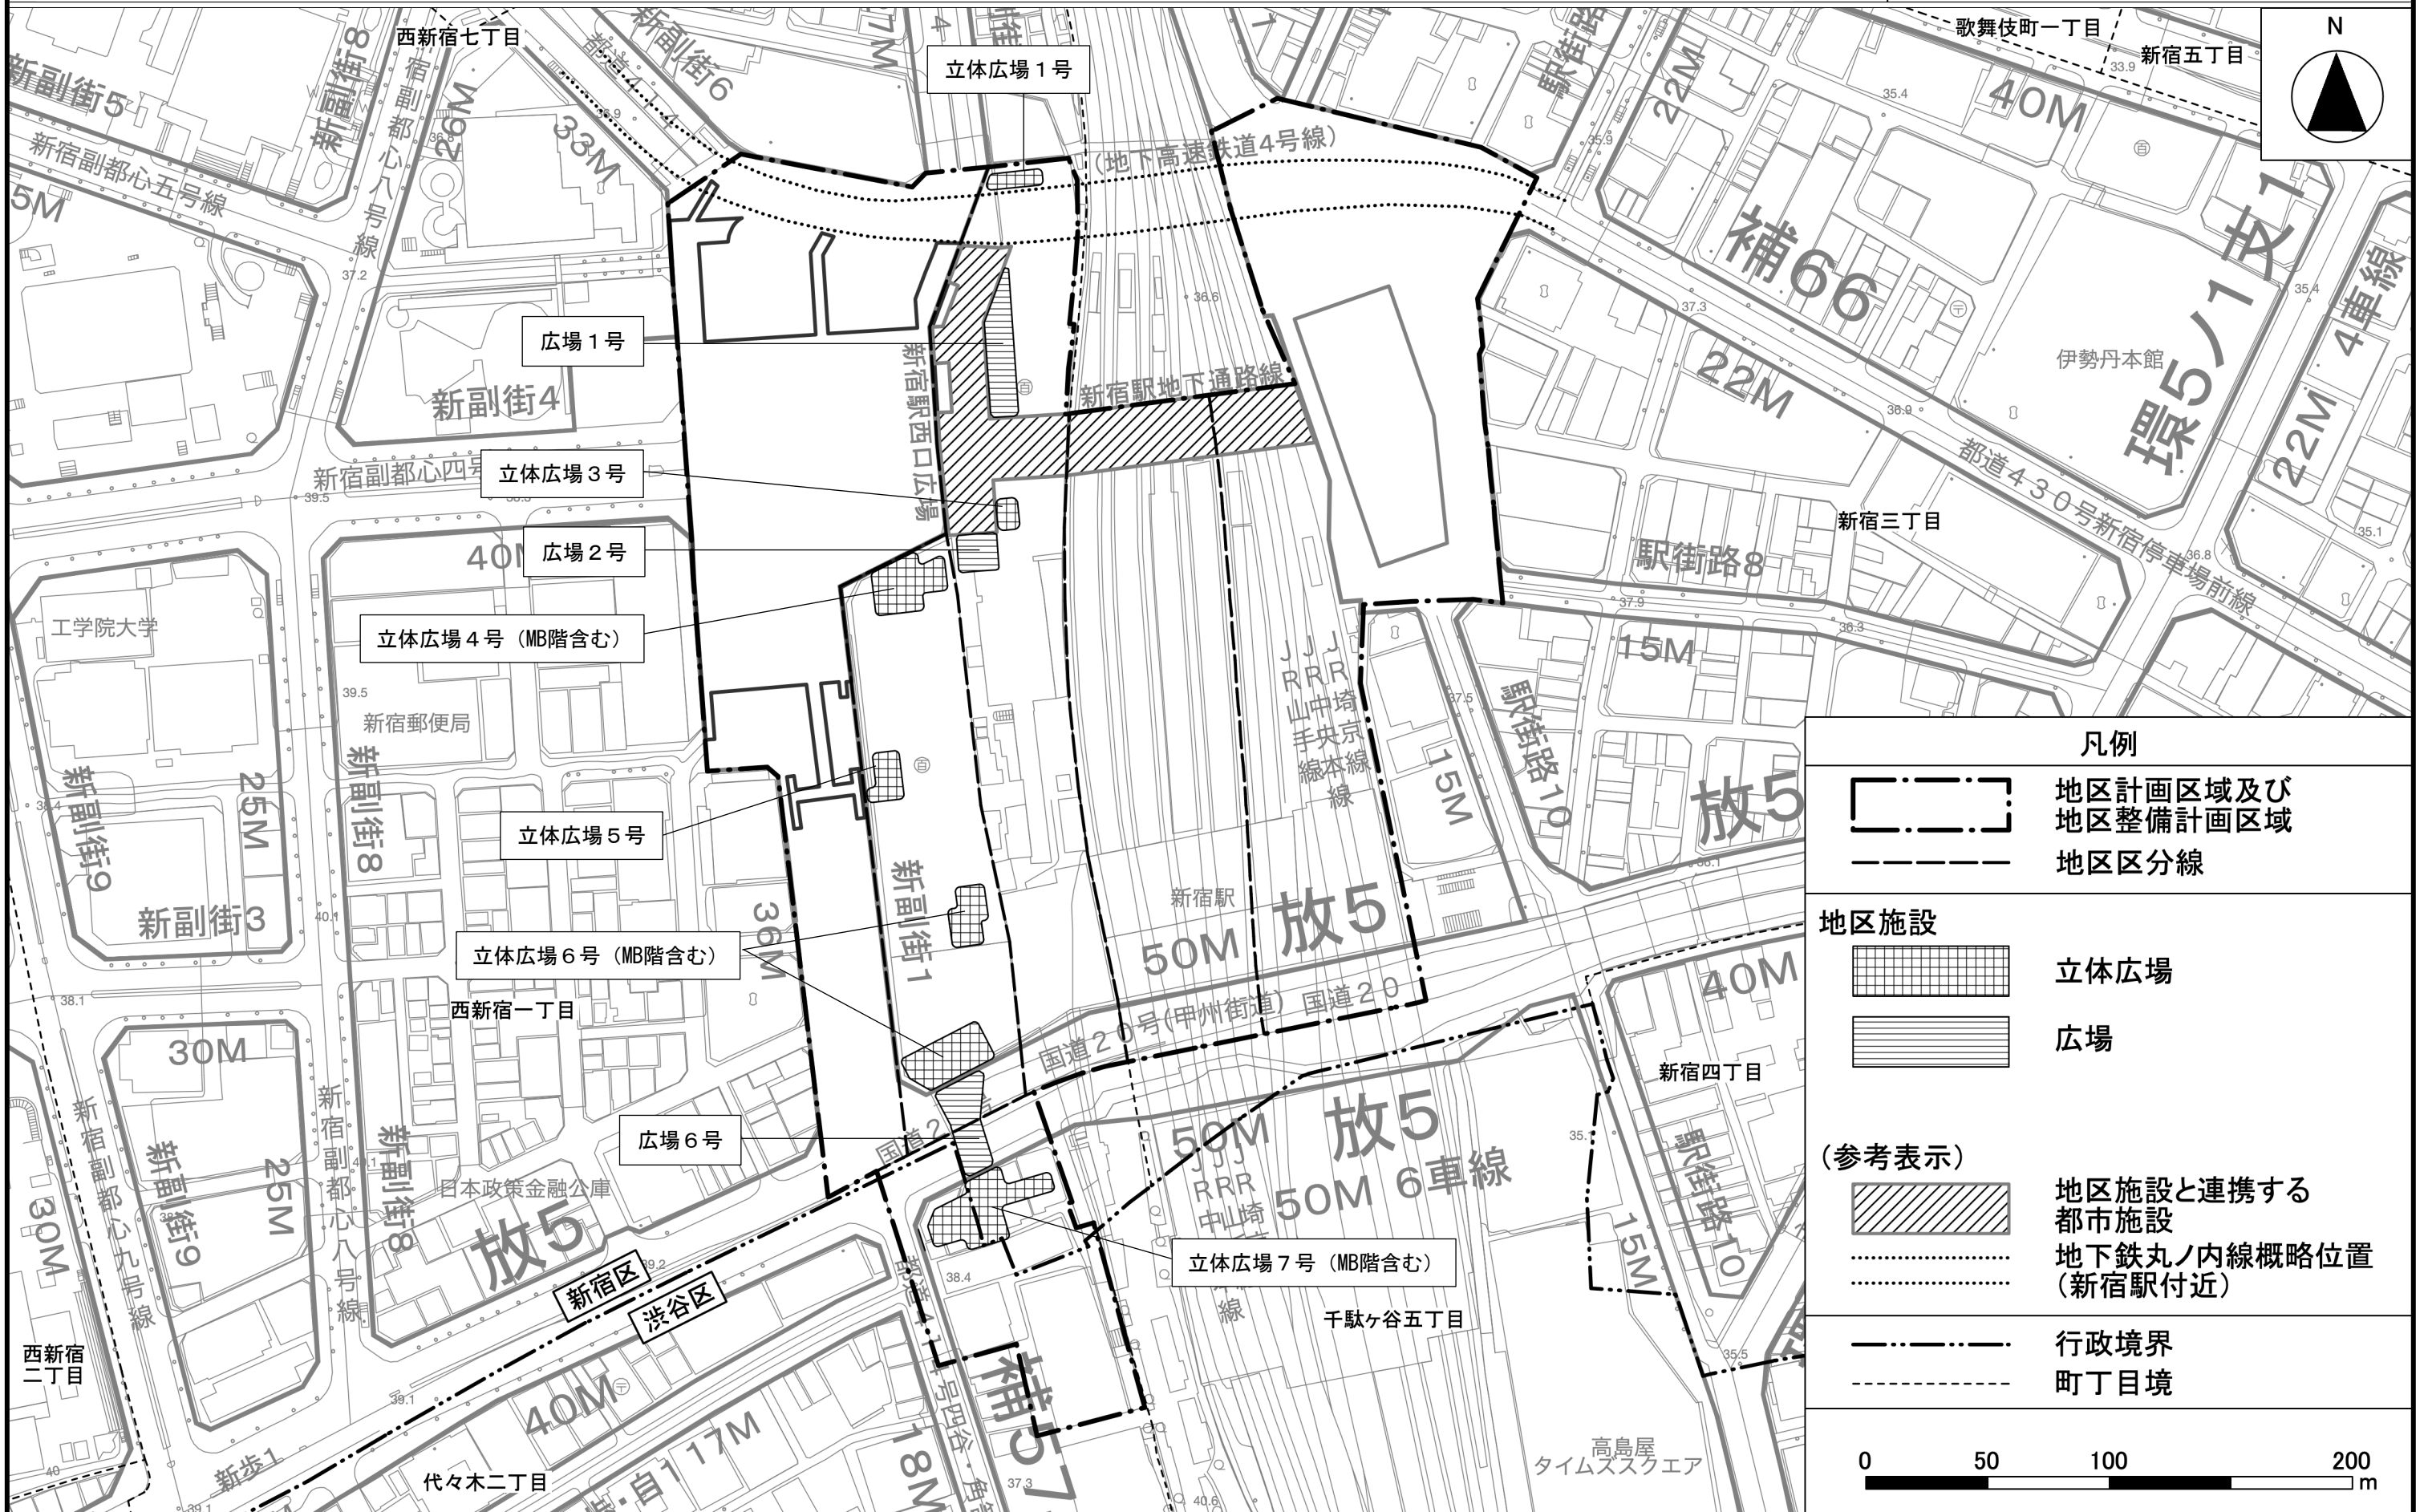 西新宿七丁目
歌舞伎町一丁目
新宿五丁目
N
立体広場１号
新副街8
新副街6
新副街5
新宿副都心五号線
26M
33M
40M
22M
(地下高速鉄道4号線)
補66
環5ノ1支1
4車線
22M
伊勢丹本館
広場１号
新宿駅西口広場
新宿駅地下通路線
新副街4
22M
都道４３０号新宿停車場前線
立体広場３号
新宿三丁目
広場２号
駅街路8
15M
工学院大学
立体広場４号（MB階含む）
新宿郵便局
ＪＲ山手線
ＪＲ中央本線
ＪＲ埼京線
駅街路10
15M
新副街9
25M
新副街8
立体広場５号
新副街3
新副街1
36M
新宿駅
50M 放5
放5
立体広場６号（MB階含む）
西新宿一丁目
国道２０号(甲州街道) 国道２０
40M
30M
新宿四丁目
広場６号
放5
50M
50M 6車線
新宿副都心九号線
新副街9
25M
新宿副都心八号線
新副街8
日本政策金融公庫
放5
駅街路10
15M
30M
立体広場７号（MB階含む）
新宿区
渋谷区
千駄ヶ谷五丁目
西新宿
二丁目
40M
補57
18M
17M
新歩1
代々木二丁目
高島屋
タイムズスクエア
凡例
地区計画区域及び
地区整備計画区域
地区区分線
地区施設
立体広場
広場
（参考表示）
地区施設と連携する
都市施設
地下鉄丸ノ内線概略位置
（新宿駅付近）
行政境界
町丁目境
0 50 100 200
m